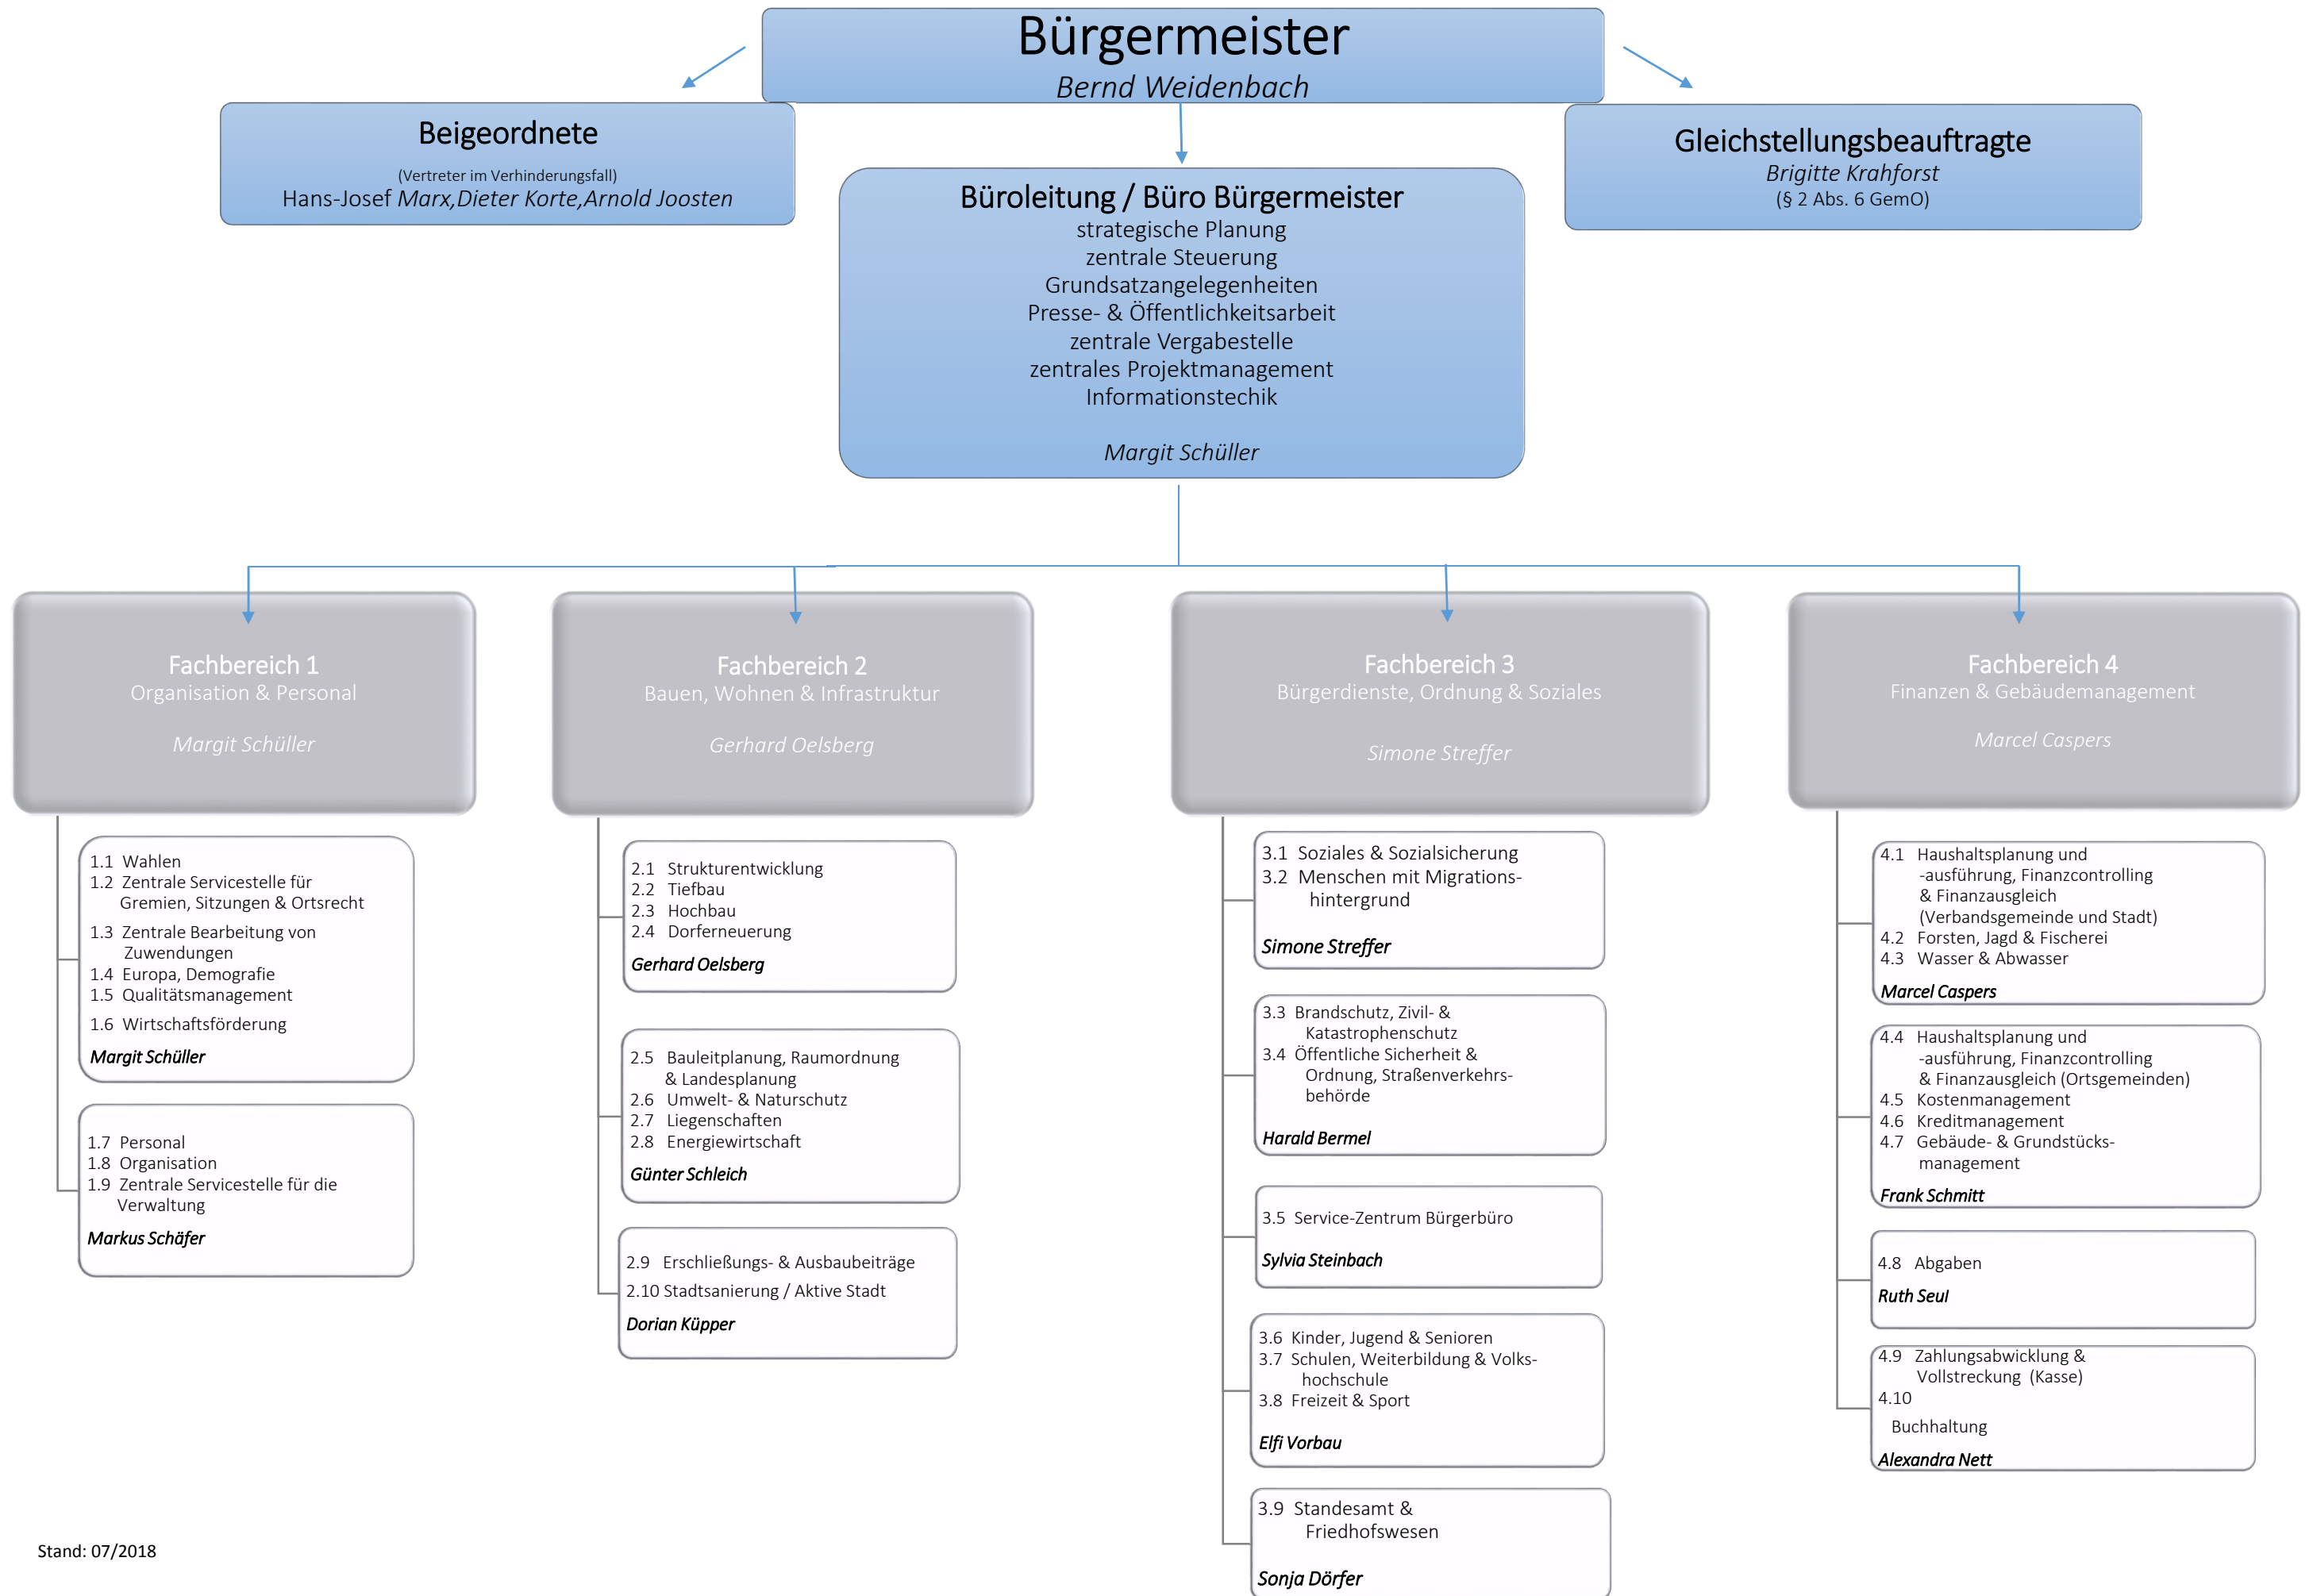 Bürgermeister
Bernd Weidenbach
Beigeordnete
(Vertreter im Verhinderungsfall)
Hans-Josef Marx,Dieter Korte,Arnold Joosten
Gleichstellungsbeauftragte
Brigitte Krahforst
(§ 2 Abs. 6 GemO)
Büroleitung / Büro Bürgermeister
strategische Planung
zentrale Steuerung
Grundsatzangelegenheiten
Presse- & Öffentlichkeitsarbeit
zentrale Vergabestelle
zentrales Projektmanagement
Informationstechik
Margit Schüller
Fachbereich 1
Organisation & Personal
Margit Schüller
1.1 Wahlen
1.2 Zentrale Servicestelle für
Gremien, Sitzungen & Ortsrecht
1.3 Zentrale Bearbeitung von
Zuwendungen
1.4 Europa, Demografie
1.5 Qualitätsmanagement
1.6 Wirtschaftsförderung
Margit Schüller
1.7 Personal
1.8 Organisation
1.9 Zentrale Servicestelle für die
Verwaltung
Markus Schäfer
Fachbereich 2
Bauen, Wohnen & Infrastruktur
Gerhard Oelsberg
2.1 Strukturentwicklung
2.2 Tiefbau
2.3 Hochbau
2.4 Dorferneuerung
Gerhard Oelsberg
2.5 Bauleitplanung, Raumordnung
& Landesplanung
2.6 Umwelt- & Naturschutz
2.7 Liegenschaften
2.8 Energiewirtschaft
Günter Schleich
2.9 Erschließungs- & Ausbaubeiträge
2.10 Stadtsanierung / Aktive Stadt
Dorian Küpper
Fachbereich 3
Bürgerdienste, Ordnung & Soziales
Simone Streffer
3.1 Soziales & Sozialsicherung
3.2 Menschen mit Migrations-
hintergrund
Simone Streffer
3.3 Brandschutz, Zivil- &
Katastrophenschutz
3.4 Öffentliche Sicherheit &
Ordnung, Straßenverkehrs-
behörde
Harald Bermel
3.5 Service-Zentrum Bürgerbüro
Sylvia Steinbach
3.6 Kinder, Jugend & Senioren
3.7 Schulen, Weiterbildung & Volks-
hochschule
3.8 Freizeit & Sport
Elfi Vorbau
3.9 Standesamt &
Friedhofswesen
Sonja Dörfer
Fachbereich 4
Finanzen & Gebäudemanagement
Marcel Caspers
4.1 Haushaltsplanung und
-ausführung, Finanzcontrolling
& Finanzausgleich
(Verbandsgemeinde und Stadt)
4.2 Forsten, Jagd & Fischerei
4.3 Wasser & Abwasser
Marcel Caspers
4.4 Haushaltsplanung und
-ausführung, Finanzcontrolling
& Finanzausgleich (Ortsgemeinden)
4.5 Kostenmanagement
4.6 Kreditmanagement
4.7 Gebäude- & Grundstücks-
management
Frank Schmitt
4.8 Abgaben
Ruth Seul
4.9 Zahlungsabwicklung &
Vollstreckung (Kasse)
4.10
Buchhaltung
Alexandra Nett
Stand: 07/2018